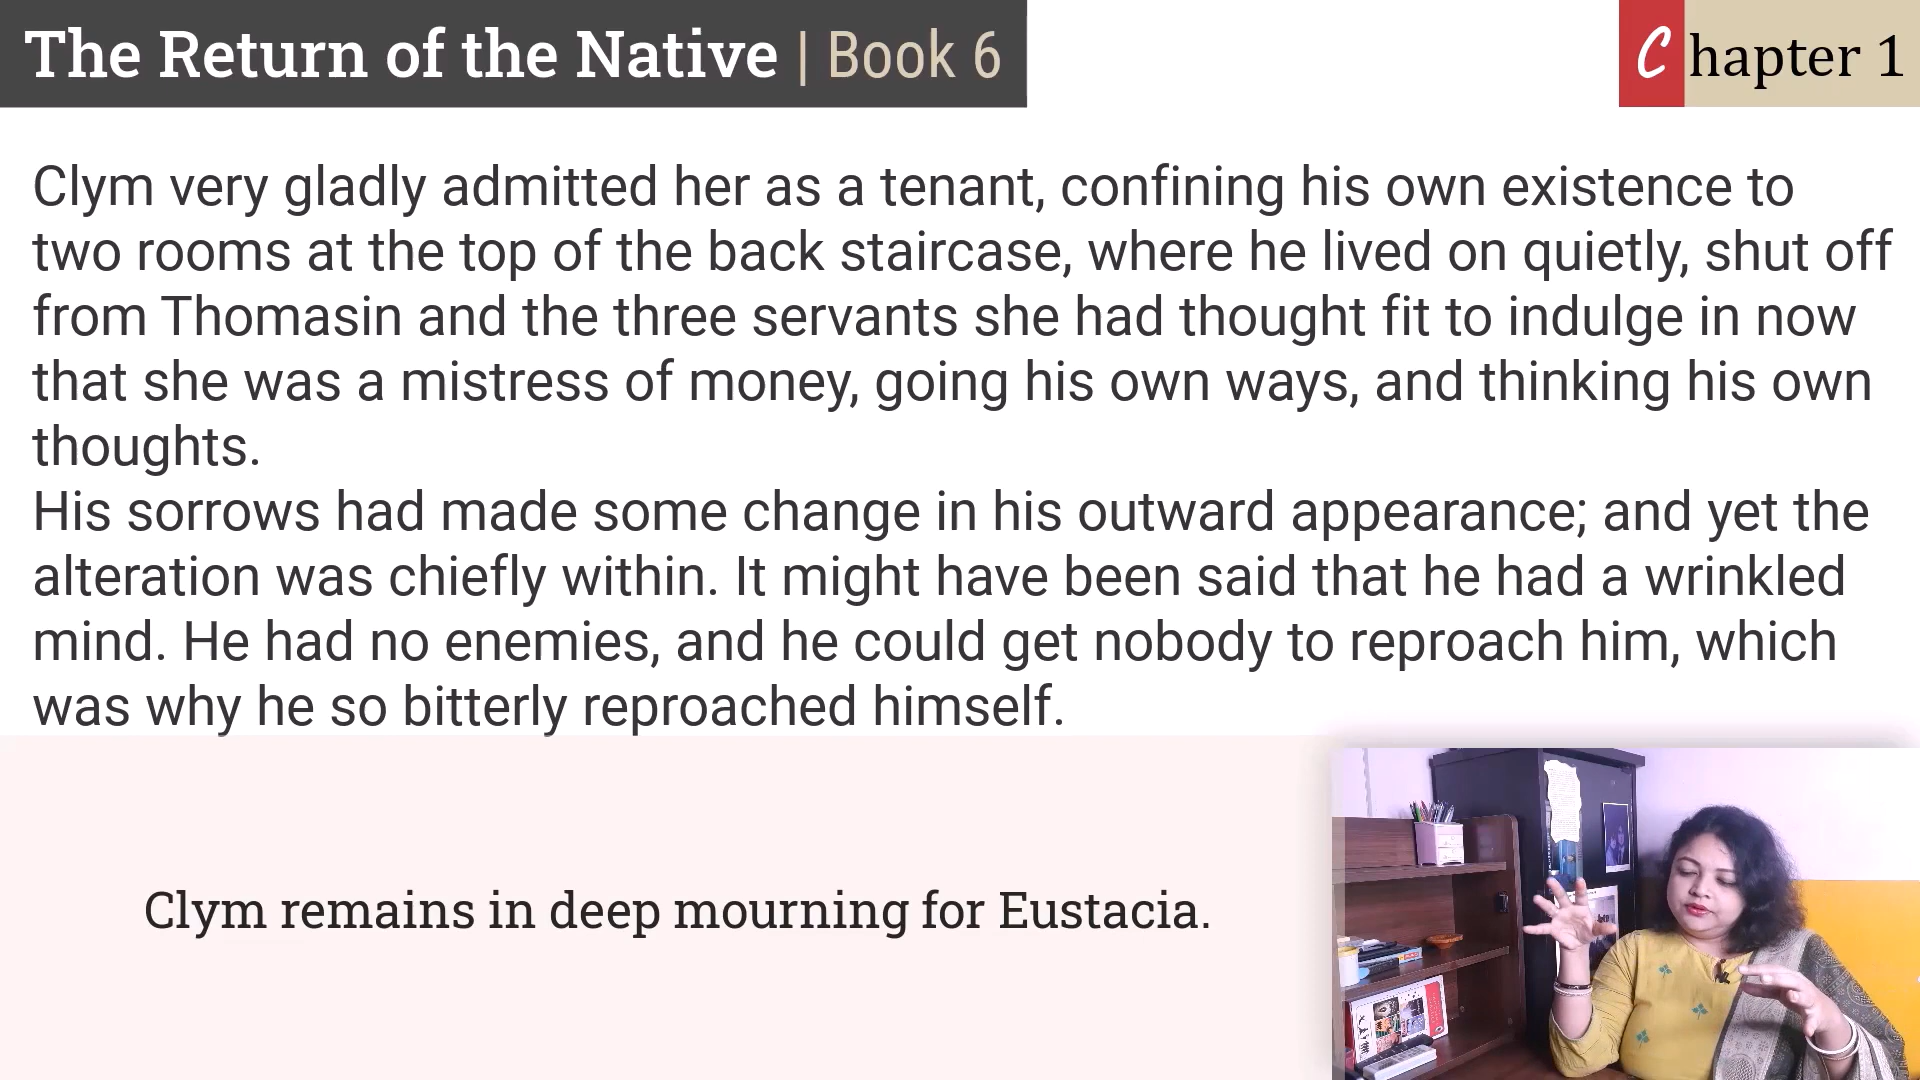 The Return of the Native | Book 6
Chapter 1
Clym very gladly admitted her as a tenant, confining his own existence to
two rooms at the top of the back staircase, where he lived on quietly, shut off
from Thomasin and the three servants she had thought fit to indulge in now
that she was a mistress of money, going his own ways, and thinking his own
thoughts.
His sorrows had made some change in his outward appearance; and yet the
alteration was chiefly within. It might have been said that he had a wrinkled
mind. He had no enemies, and he could get nobody to reproach him, which
was why he so bitterly reproached himself.
Clym remains in deep mourning for Eustacia.